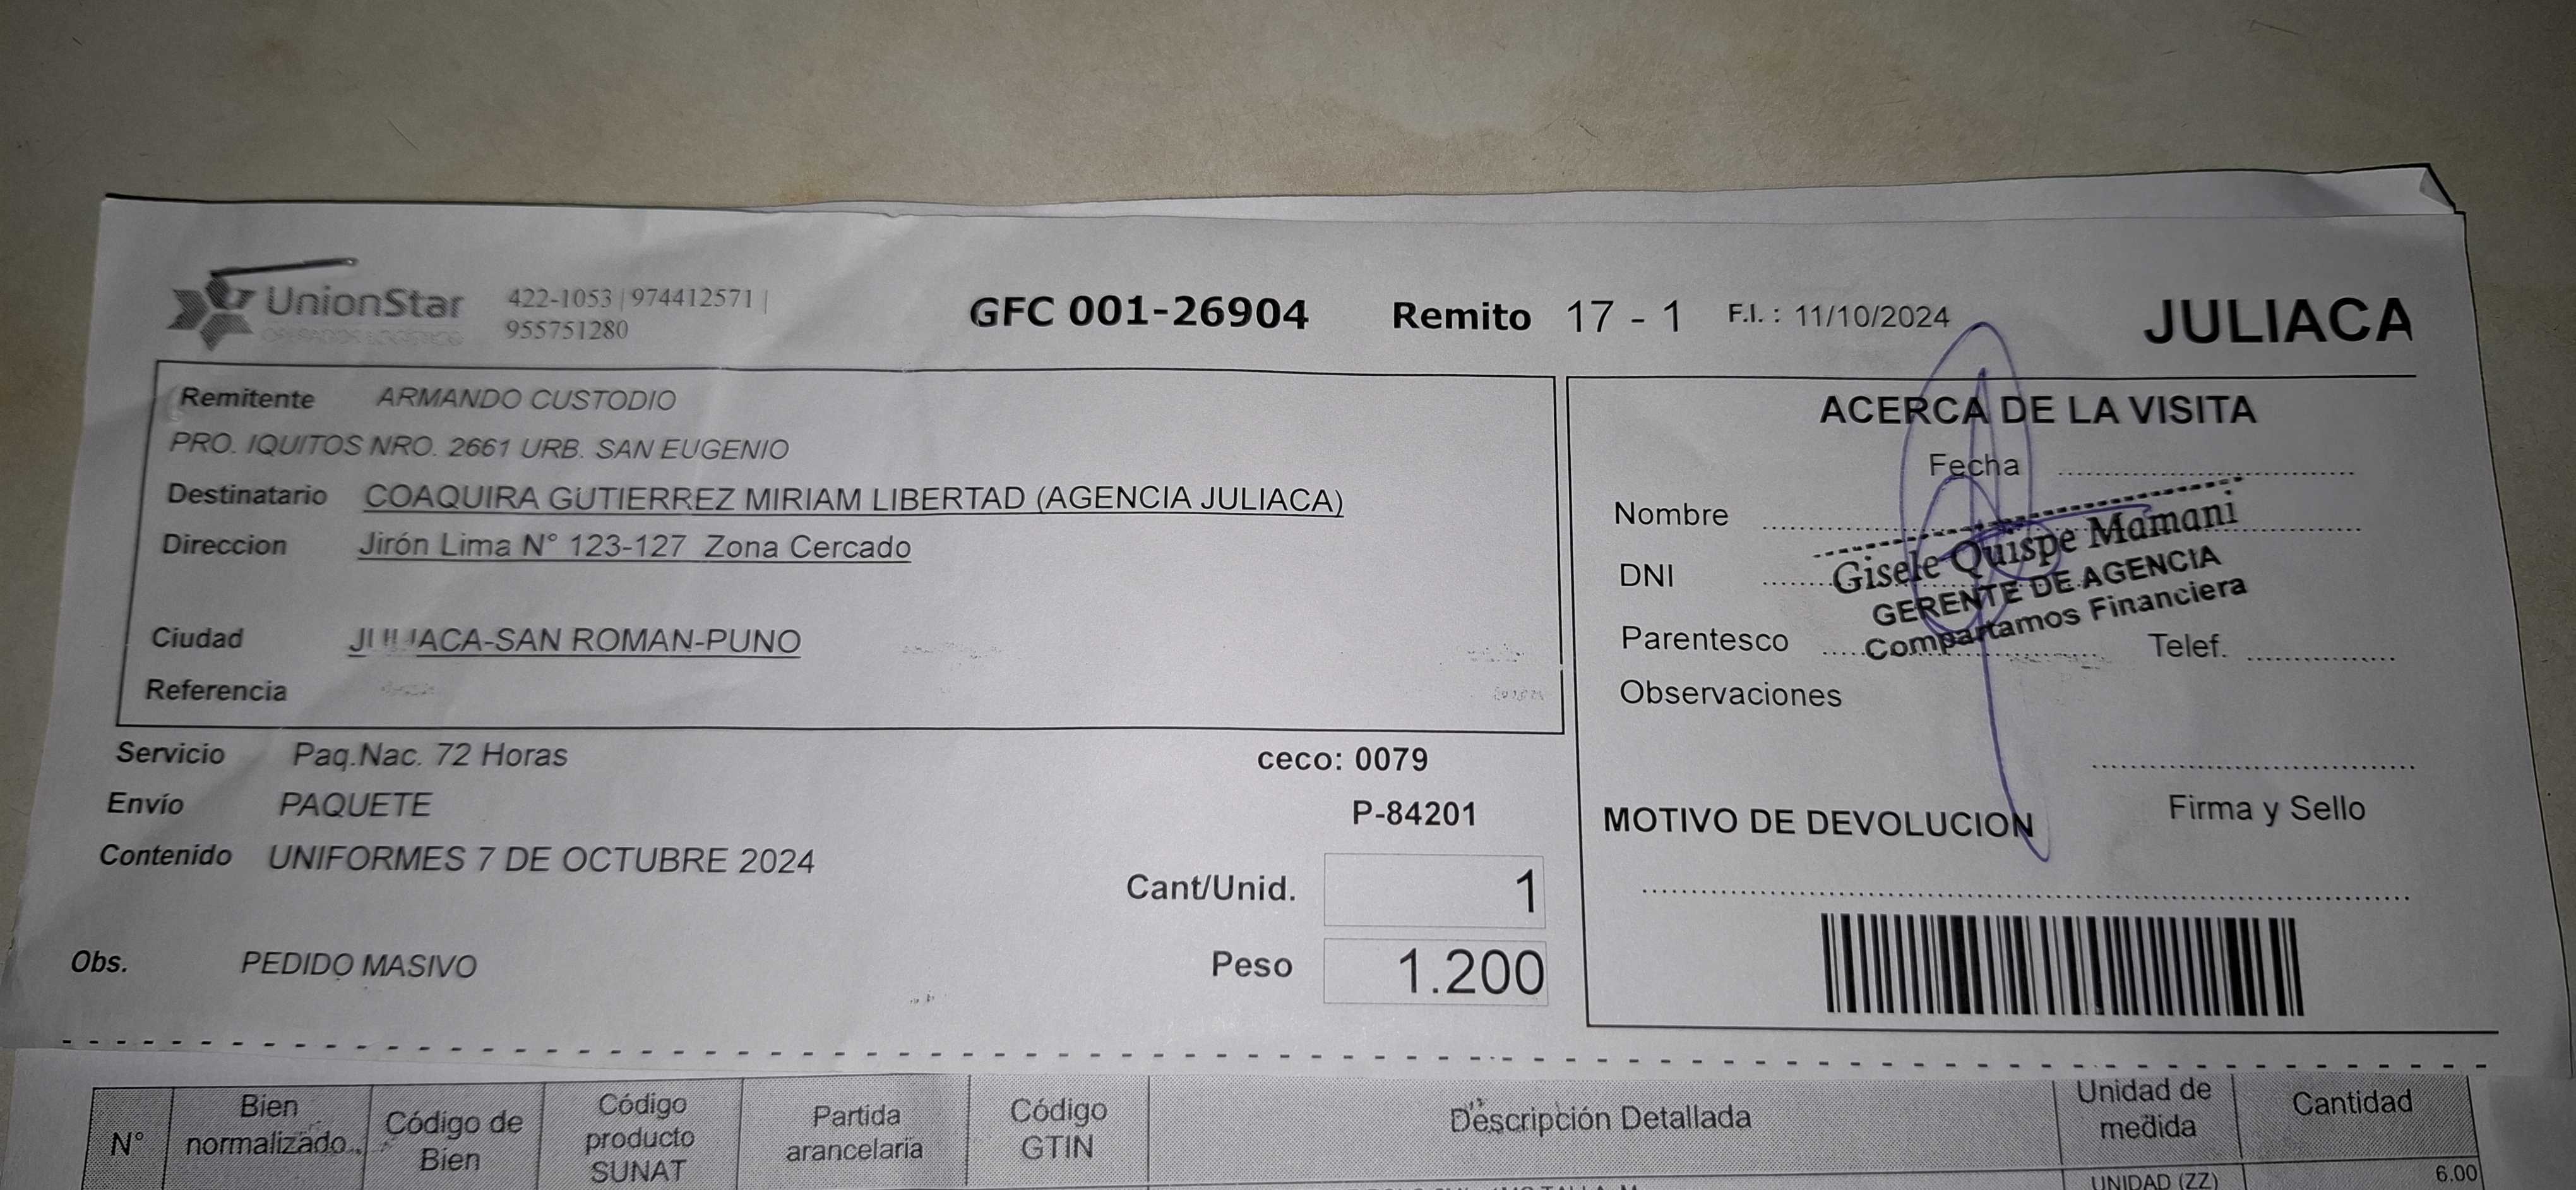 UnionStar
OPERADOR LOGISTICO
422-1053 | 974412571 |
955751280
GFC 001-26904
Remito 17 - 1
F.I. : 11/10/2024
JULIACA
Remitente ARMANDO CUSTODIO
PRO. IQUITOS NRO. 2661 URB. SAN EUGENIO
Destinatario COAQUIRA GUTIERREZ MIRIAM LIBERTAD (AGENCIA JULIACA)
Direccion Jirón Lima N° 123-127 Zona Cercado
Ciudad JULIACA-SAN ROMAN-PUNO
Referencia
Servicio Paq.Nac. 72 Horas
ceco: 0079
Envío PAQUETE
P-84201
Contenido UNIFORMES 7 DE OCTUBRE 2024
Cant/Unid. 1
Obs. PEDIDO MASIVO
Peso 1.200
ACERCA DE LA VISITA
Fecha
Nombre
DNI
Gisele Quispe Mamani
GERENTE DE AGENCIA
Compartamos Financiera
Parentesco
Telef.
Observaciones
Firma y Sello
MOTIVO DE DEVOLUCION
N°
Bien
normalizado
Código de
Bien
Código
producto
SUNAT
Partida
arancelaria
Código
GTIN
Descripción Detallada
Unidad de
medida
Cantidad
UNIDAD (ZZ)
6.00